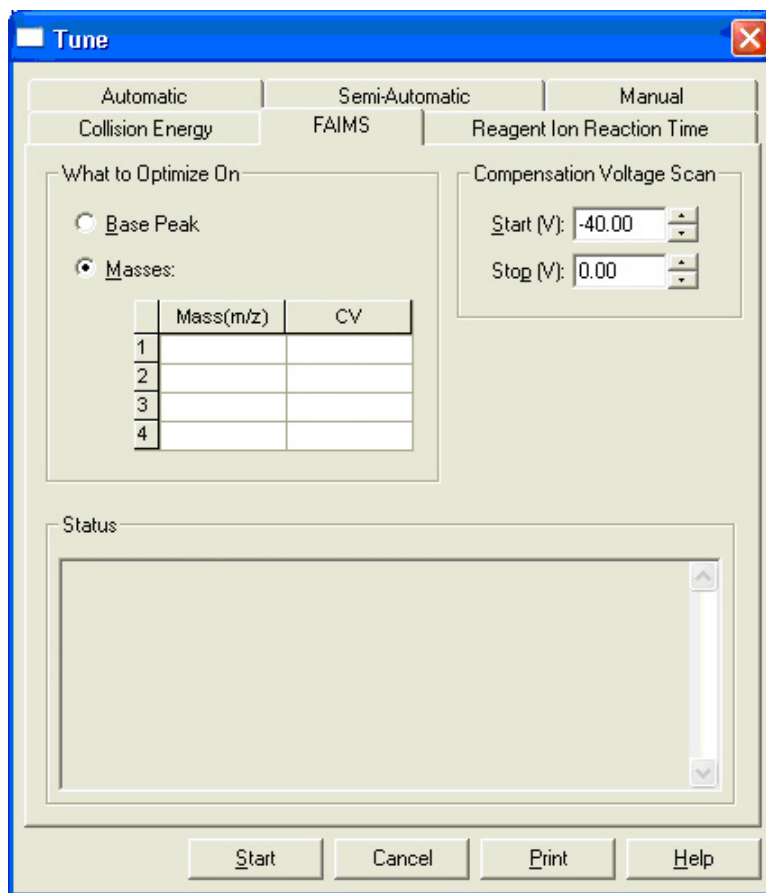 Tune
Automatic Semi-Automatic Manual
Collision Energy FAIMS Reagent Ion Reaction Time
What to Optimize On
Base Peak
Masses:
Mass(m/z) CV
1
2
3
4
Compensation Voltage Scan
Start (V): -40.00
Stop (V): 0.00
Status
Start Cancel Print Help